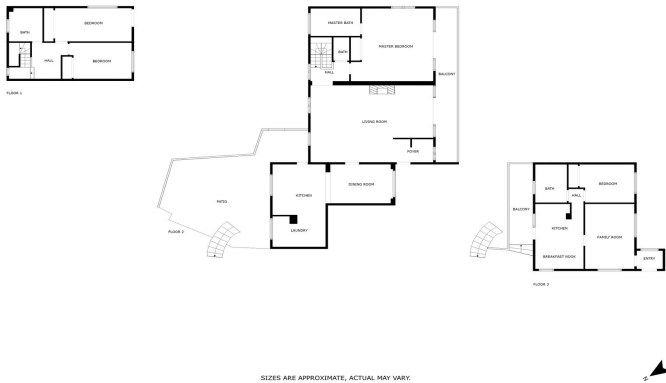 BATH
BEDROOM
HALL
BEDROOM
FLOOR 1
MASTER BATH
BATH
MASTER BEDROOM
HALL
BALCONY
LIVING ROOM
FOYER
KITCHEN
DINING ROOM
PATIO
LAUNDRY
FLOOR 2
BATH
BEDROOM
HALL
BALCONY
KITCHEN
FAMILY ROOM
BREAKFAST NOOK
ENTRY
FLOOR 3
SIZES ARE APPROXIMATE, ACTUAL MAY VARY.
N